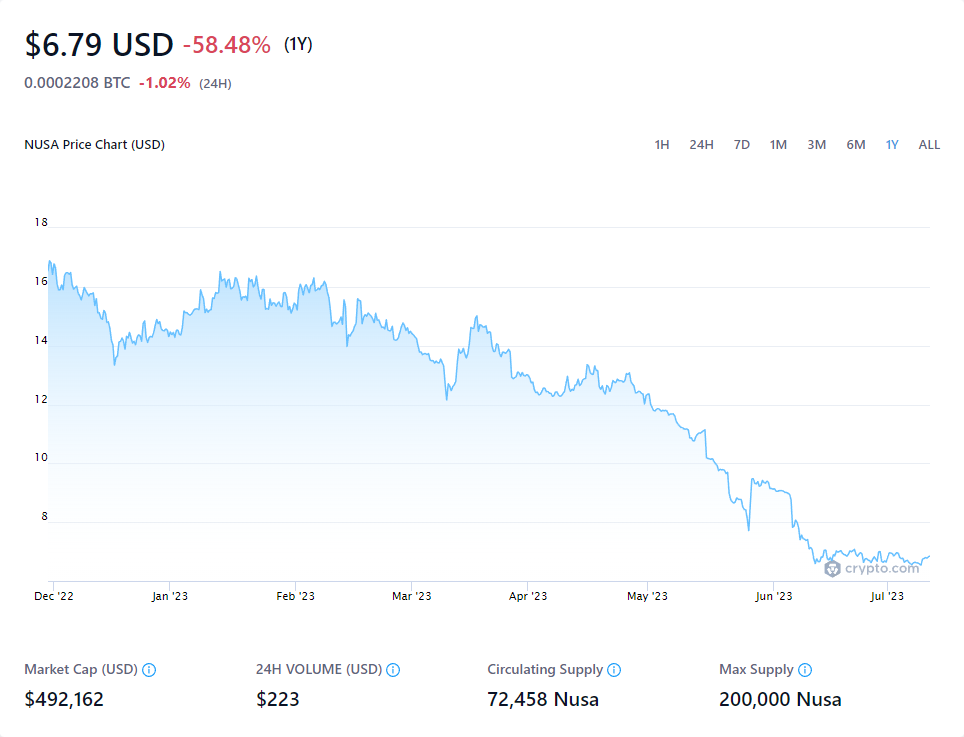 $6.79 USD -58.48% (1Y)
0.0002208 BTC -1.02% (24H)
NUSA Price Chart (USD) 1H 24H 7D 1M 3M 6M 1Y ALL
18
16
14
12
10
8
crypto.com
Dec '22 Jan '23 Feb '23 Mar '23 Apr '23 May '23 Jun '23 Jul '23
Market Cap (USD) 24H VOLUME (USD) Circulating Supply Max Supply
$492,162 $223 72,458 Nusa 200,000 Nusa